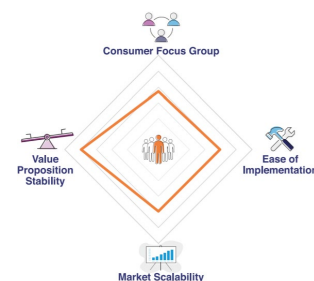 Consumer Focus Group
Value
Proposition
Stability
Ease of
Implementation
Market Scalability